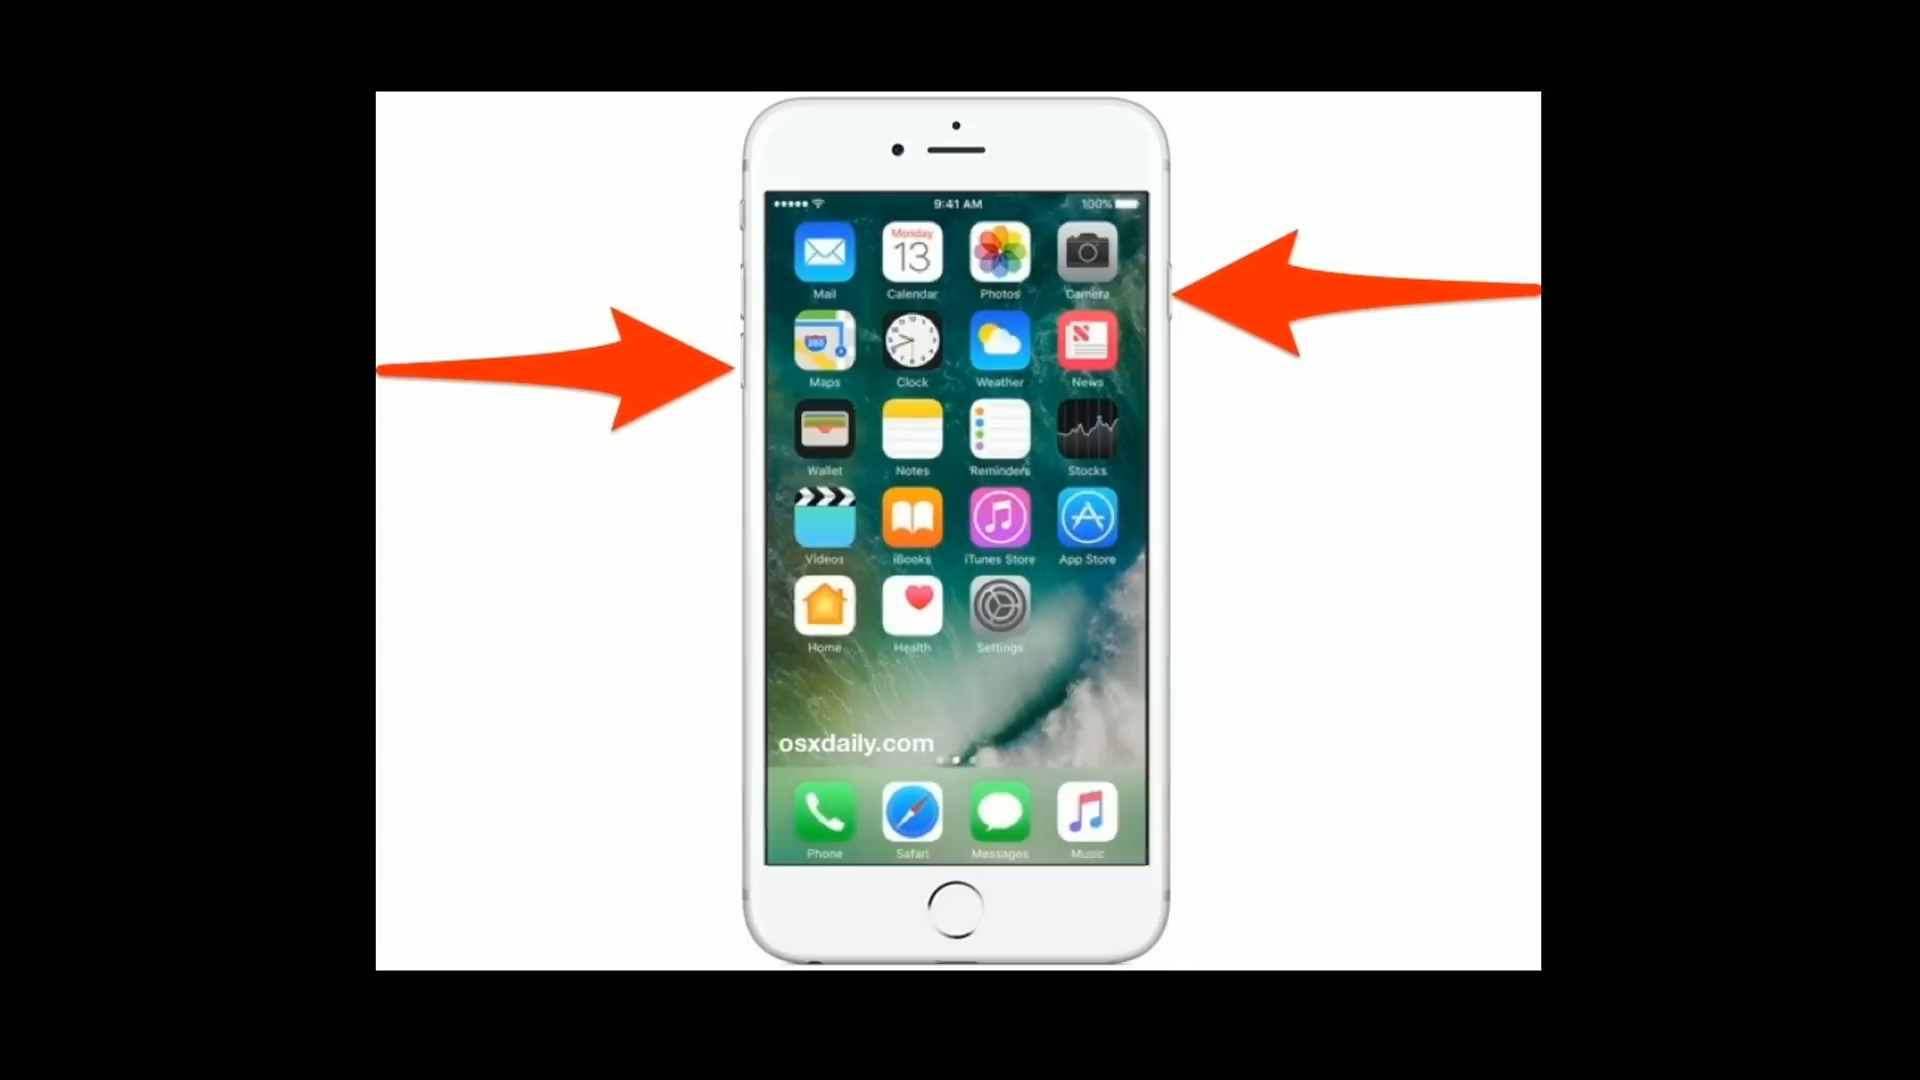 9:41 AM 100%
Monday
13
Mail Calendar Photos Camera
280
Maps Clock Weather News
Wallet Notes Reminders Stocks
Videos iBooks iTunes Store App Store
Home Health Settings
osxdaily.com
Phone Safari Messages Music